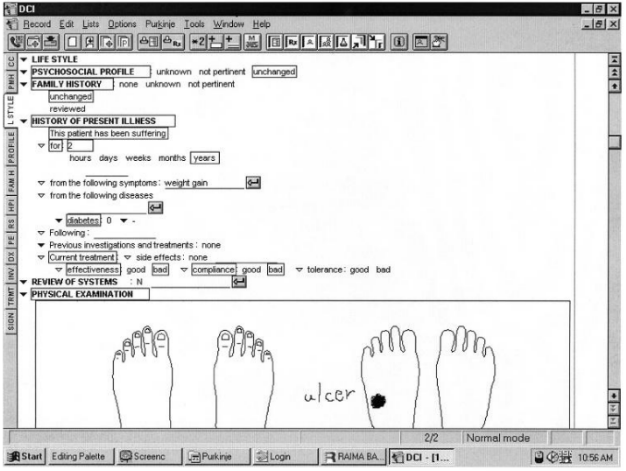 DCI
Record Edit Lists Options Purkinje Tools Window Help
LIFE STYLE
PSYCHOSOCIAL PROFILE : unknown not pertinent unchanged
FAMILY HISTORY : none unknown not pertinent
unchanged
reviewed
HISTORY OF PRESENT ILLNESS
This patient has been suffering
for: 2
hours days weeks months years
from the following symptoms: weight gain
from the following diseases
diabetes: 0 -
Following:
Previous investigations and treatments: none
Current treatment: side effects: none
effectiveness: good bad compliance: good bad tolerance: good bad
REVIEW OF SYSTEMS : N
PHYSICAL EXAMINATION
ulcer
CC
PMH
L STYLE
PROFILE
FAM H
HPI
RS
PE
DX
INV
TRMT
SIGN
2/2 Normal mode
Start Editing Palette Screenc Purkinje Login RAIMA BA... DCI - [1... 10:56 AM